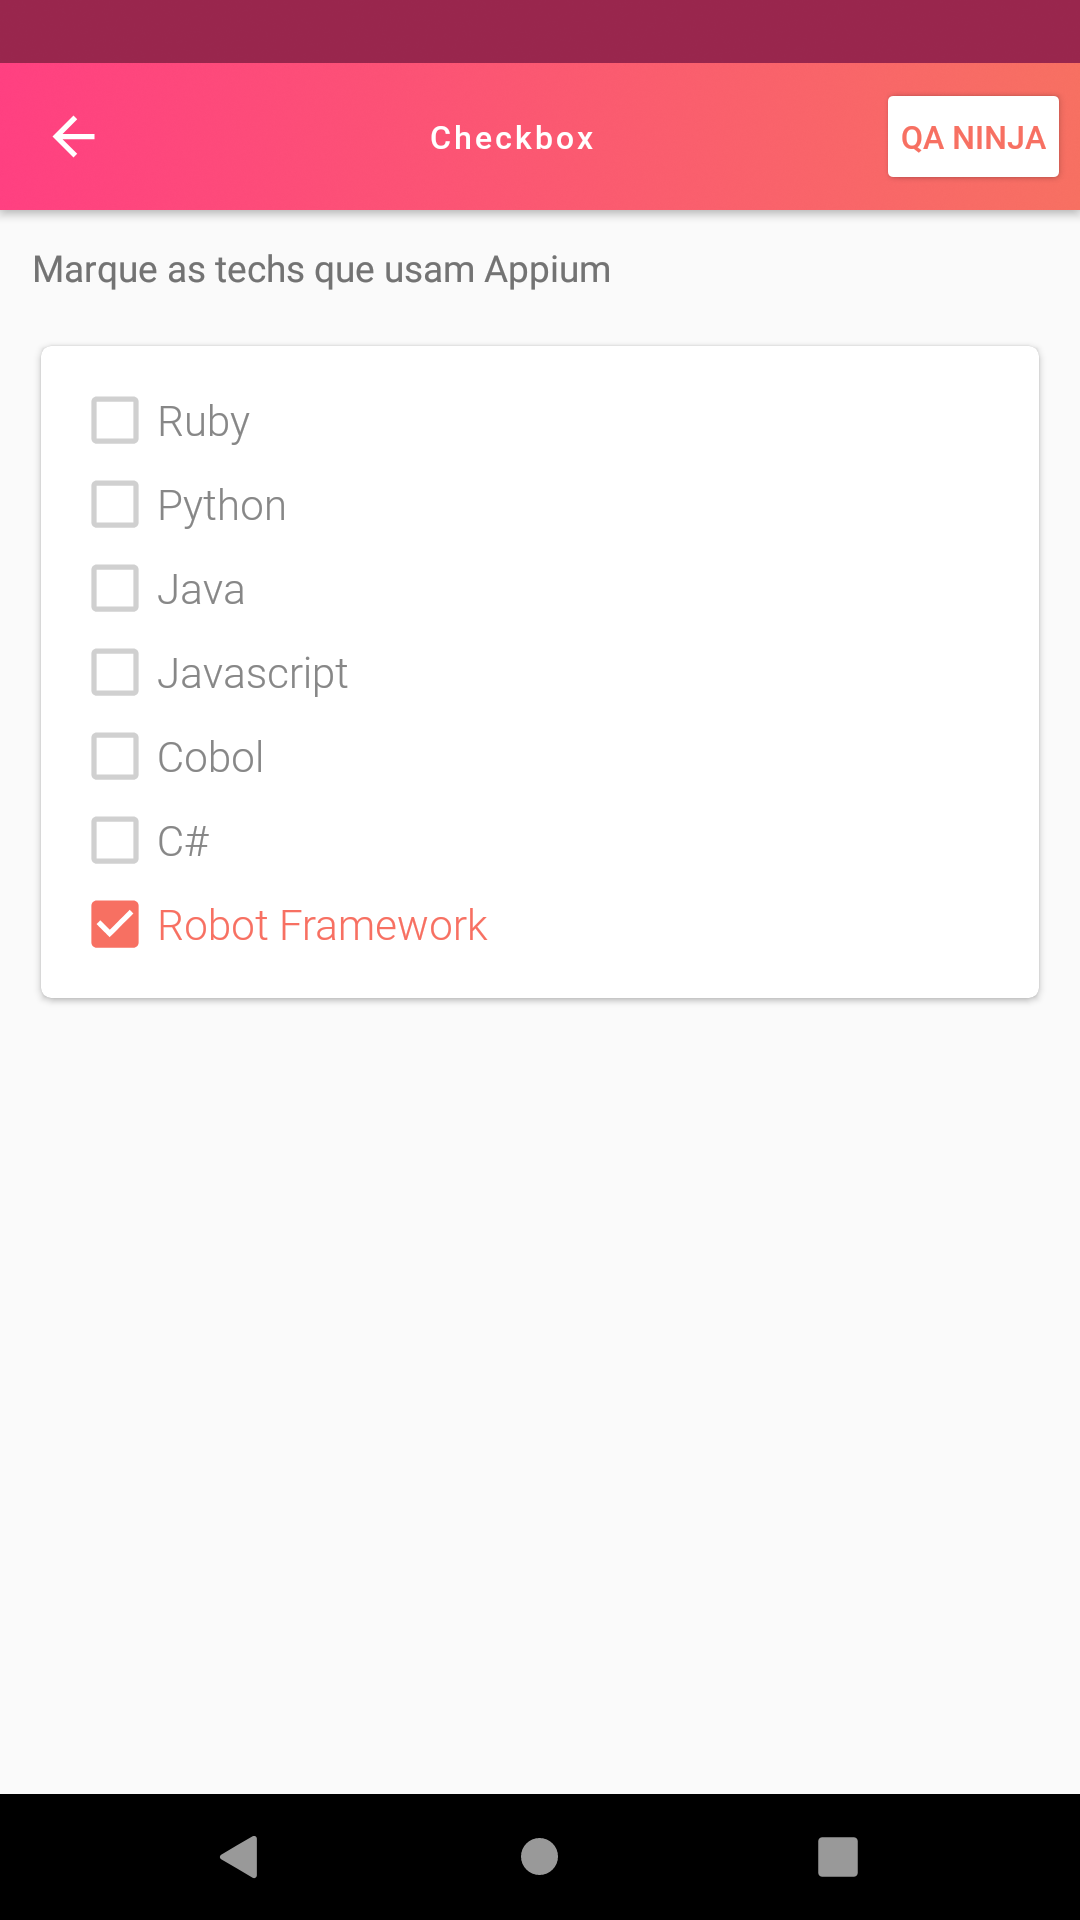 Checkbox
QA NINJA
Marque as techs que usam Appium
Ruby
Python
Java
Javascript
Cobol
C#
Robot Framework